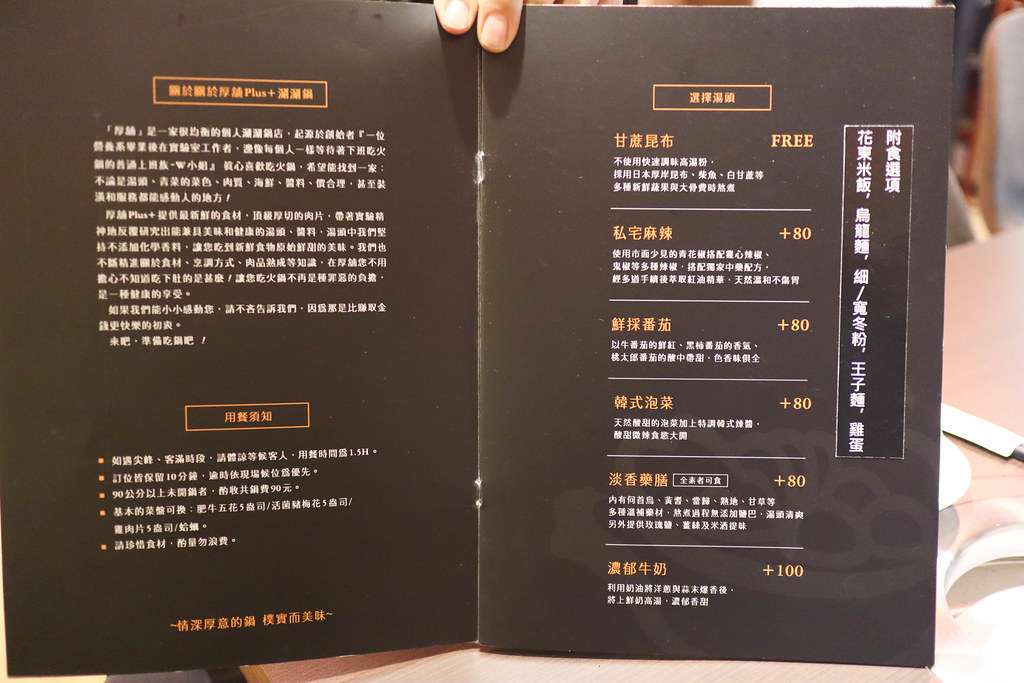 關於關於厚舖Plus+涮涮鍋
「厚舖」是一家很均衡的個人涮涮鍋店，起源於創始者『一位
營養系畢業後在實驗室工作者，還像每個人一樣等待著下班吃火
鍋的普通上班族-W小姐』 就心喜歡吃火鍋，希望能找到一家：
不論是湯頭、青菜的菜色、肉質、海鮮、醬料、價合理，甚至裝
潢和服務都能感動人的地方！
厚舖Plus+提供最新鮮的食材，頂級厚切的肉片，帶著實驗精
神地反覆研究出能兼具美味和健康的湯頭、醬料，湯頭中我們堅
持不添加化學香料，讓您吃到新鮮食物原始鮮甜的美味。我們也
不斷精進關於食材、烹調方式、肉品熟成等知識，在厚舖您不用
擔心不知道吃下肚的是甚麼！讓您吃火鍋不再是種罪惡的負擔，
是一種健康的享受。
如果我們能小小感動您，請不吝告訴我們，因為那是比賺取金
錢更快樂的初衷。
來吧，準備吃鍋吧 ！
用餐須知
如遇尖峰、客滿時段，請體諒等候客人，用餐時間為1.5H。
訂位皆保留10分鐘，逾時依現場候位為優先。
90公分以上未開鍋者，酌收共鍋費90元。
基本的菜盤可換：肥牛五花5盎司/活菌豬梅花5盎司/
雞肉片5盎司/蛤蠣。
請珍惜食材，酌量勿浪費。
~情深厚意的鍋 樸實而美味~
選擇湯頭
甘蔗昆布 FREE
不使用快速調味高湯粉，
採用日本厚岸昆布、柴魚、白甘蔗等
多種新鮮蔬果與大骨費時熬煮
私宅麻辣 +80
使用市面少見的青花椒搭配雞心辣椒、
鬼椒等多種辣椒，搭配獨家中藥配方，
經多道手續後萃取紅油精華，天然溫和不傷胃
鮮採番茄 +80
以牛番茄的鮮紅、黑柿番茄的香氣、
桃太郎番茄的酸中帶甜，色香味俱全
韓式泡菜 +80
天然酸甜的泡菜加上特調韓式辣醬，
酸甜微辣食慾大開
淡香藥膳 全素者可食 +80
內有何首烏、黃耆、當歸、熟地、甘草等
多種溫補藥材，熬煮過程無添加鹽巴，湯頭清爽
另外提供玫瑰鹽、薑絲及米酒提味
濃郁牛奶 +100
利用奶油將洋蔥與蒜末爆香後，
將上鮮奶高湯，濃郁香甜
附食選項
花東米飯，烏龍麵，細/寬冬粉，王子麵，雞蛋